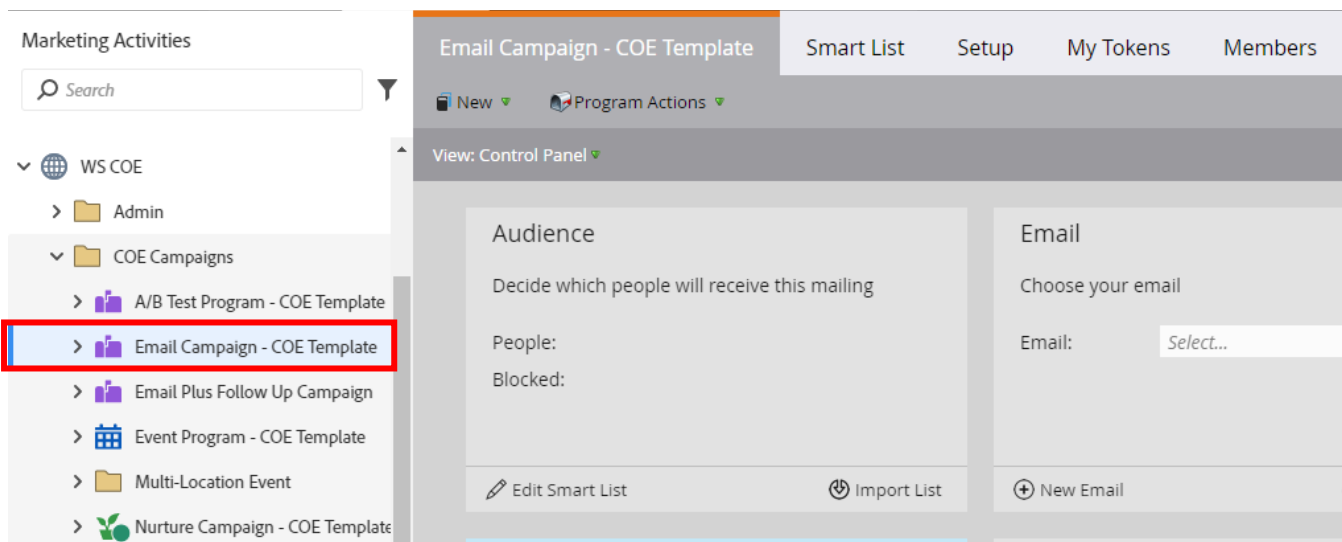 Marketing Activities
Search
WS COE
Admin
COE Campaigns
A/B Test Program - COE Template
Email Campaign - COE Template
Email Plus Follow Up Campaign
Event Program - COE Template
Multi-Location Event
Nurture Campaign - COE Template
Email Campaign - COE Template Smart List Setup My Tokens Members
New Program Actions
View: Control Panel
Audience
Decide which people will receive this mailing
People:
Blocked:
Edit Smart List Import List
Email
Choose your email
Email: Select...
New Email